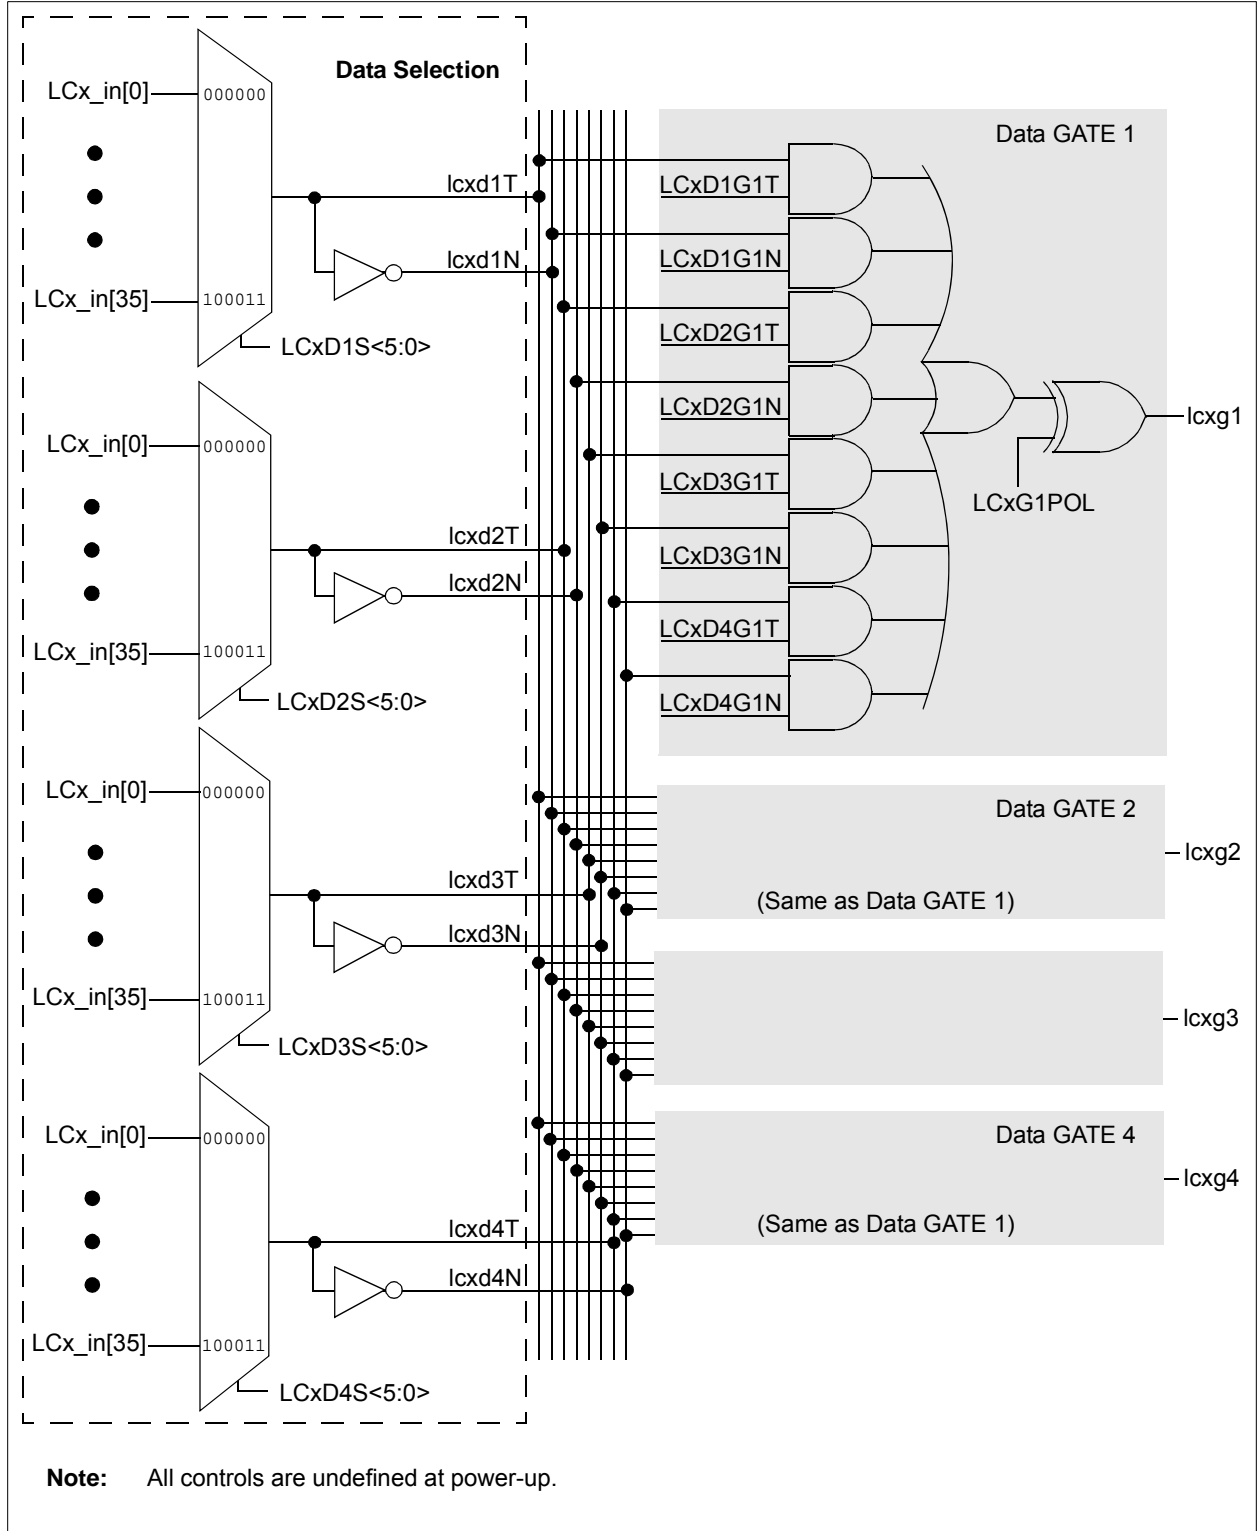 Data Selection
LCx_in[0]
000000
LCx_in[35]
100011
LCxD1S<5:0>
lcxd1T
lcxd1N
LCx_in[0]
000000
LCx_in[35]
100011
LCxD2S<5:0>
lcxd2T
lcxd2N
LCx_in[0]
000000
LCx_in[35]
100011
LCxD3S<5:0>
lcxd3T
lcxd3N
LCx_in[0]
000000
LCx_in[35]
100011
LCxD4S<5:0>
lcxd4T
lcxd4N
Data GATE 1
LCxD1G1T
LCxD1G1N
LCxD2G1T
LCxD2G1N
LCxD3G1T
LCxD3G1N
LCxD4G1T
LCxD4G1N
LCxG1POL
lcxg1
Data GATE 2
(Same as Data GATE 1)
lcxg2
lcxg3
Data GATE 4
(Same as Data GATE 1)
lcxg4
Note: All controls are undefined at power-up.